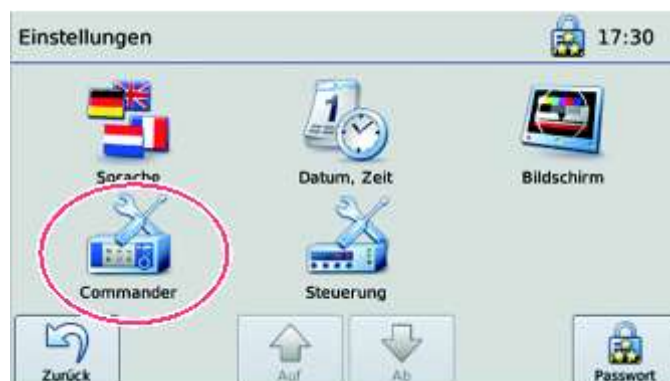 Einstellungen 17:30
Sprache Datum, Zeit Bildschirm
Commander Steuerung
Zurück Auf Ab Passwort